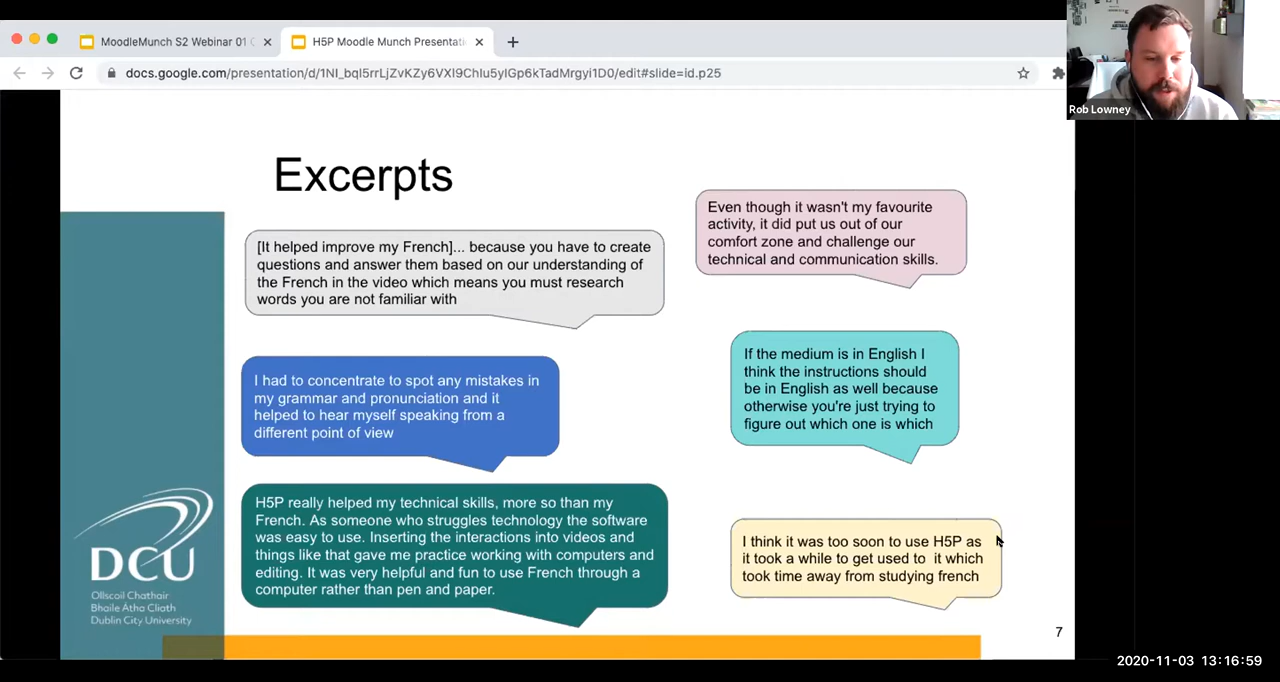 MoodleMunch S2 Webinar 01
H5P Moodle Munch Presentati
docs.google.com/presentation/d/1NI_bqI5rrLjZvKZy6VXI9ChIu5yIGp6kTadMrgyi1D0/edit#slide=id.p25
Rob Lowney
Excerpts
[It helped improve my French]... because you have to create
questions and answer them based on our understanding of
the French in the video which means you must research
words you are not familiar with
Even though it wasn't my favourite
activity, it did put us out of our
comfort zone and challenge our
technical and communication skills.
I had to concentrate to spot any mistakes in
my grammar and pronunciation and it
helped to hear myself speaking from a
different point of view
If the medium is in English I
think the instructions should
be in English as well because
otherwise you're just trying to
figure out which one is which
H5P really helped my technical skills, more so than my
French. As someone who struggles technology the software
was easy to use. Inserting the interactions into videos and
things like that gave me practice working with computers and
editing. It was very helpful and fun to use French through a
computer rather than pen and paper.
I think it was too soon to use H5P as
it took a while to get used to it which
took time away from studying french
DCU
Ollscoil Chathair
Bhaile Átha Cliath
Dublin City University
7
2020-11-03 13:16:59